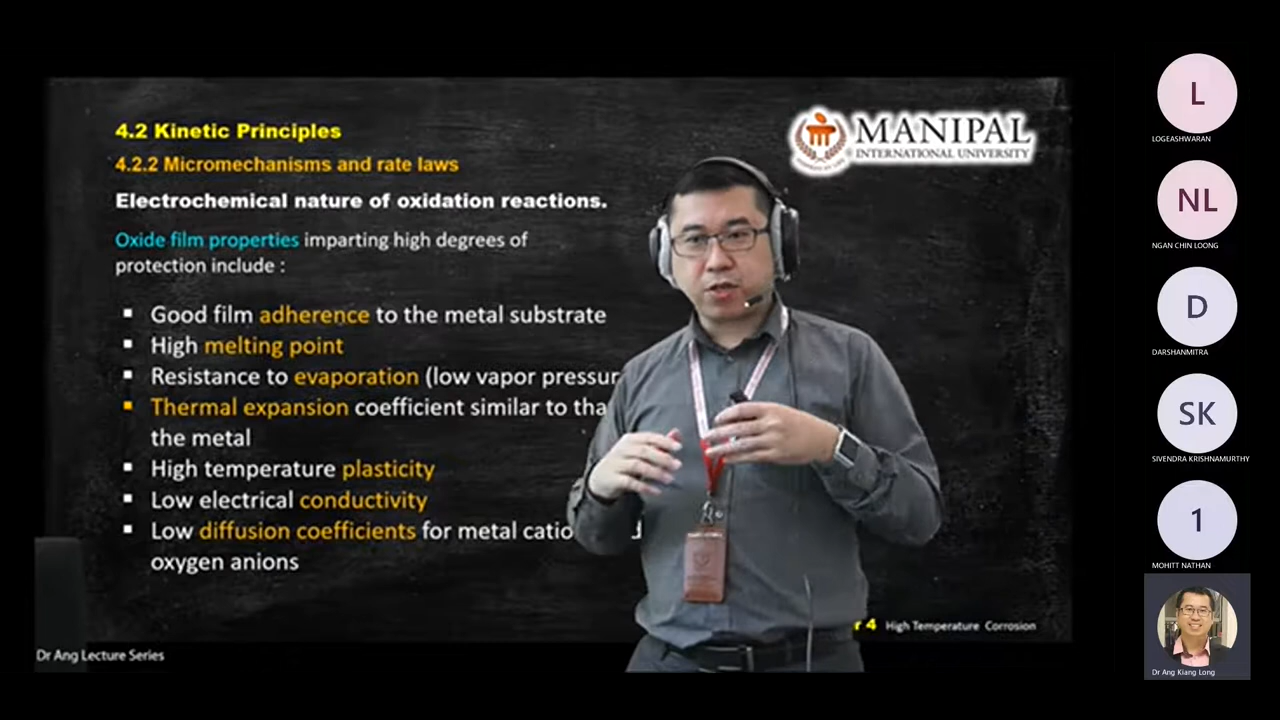 4.2 Kinetic Principles
4.2.2 Micromechanisms and rate laws
Electrochemical nature of oxidation reactions.
Oxide film properties imparting high degrees of
protection include :
▪ Good film adherence to the metal substrate
▪ High melting point
▪ Resistance to evaporation (low vapor pressur
▪ Thermal expansion coefficient similar to tha
the metal
▪ High temperature plasticity
▪ Low electrical conductivity
▪ Low diffusion coefficients for metal catio d
oxygen anions
MANIPAL
INTERNATIONAL UNIVERSITY
r 4 High Temperature Corrosion
Dr Ang Lecture Series
L
LOGEASHWARAN
NL
NGAN CHIN LOONG
D
DARSHANMITRA
SK
SIVENDRA KRISHNAMURTHY
1
MOHITT NATHAN
Dr Ang Kiang Long